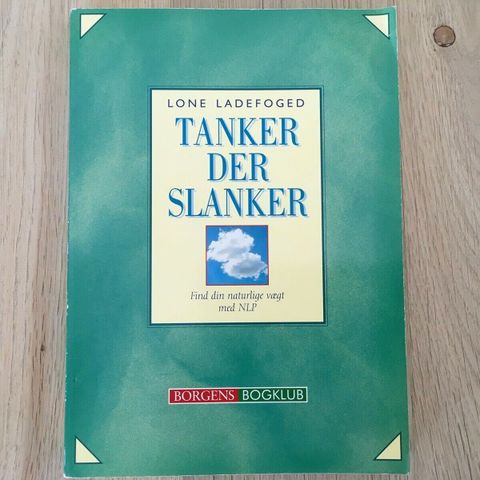 LONE LADEFOGED
TANKER
DER
SLANKER
Find din naturlige vægt
med NLP
BORGENS BOGKLUB